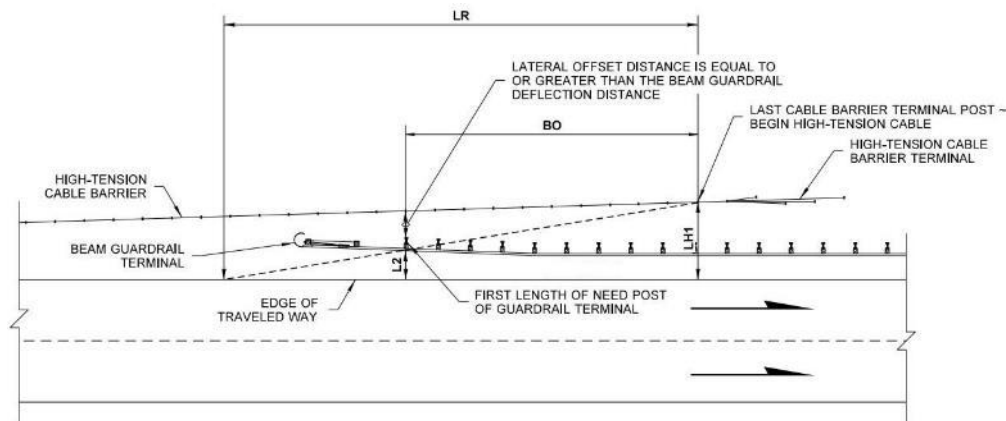 LR
LATERAL OFFSET DISTANCE IS EQUAL TO
OR GREATER THAN THE BEAM GUARDRAIL
DEFLECTION DISTANCE
BO
LAST CABLE BARRIER TERMINAL POST ~
BEGIN HIGH-TENSION CABLE
HIGH-TENSION CABLE
BARRIER TERMINAL
HIGH-TENSION
CABLE BARRIER
BEAM GUARDRAIL
TERMINAL
L2
LH1
EDGE OF
TRAVELED WAY
FIRST LENGTH OF NEED POST
OF GUARDRAIL TERMINAL